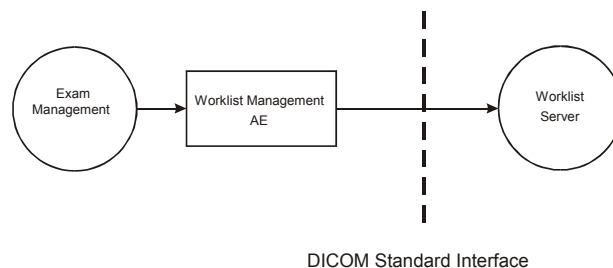 Exam
Management
Worklist Management
AE
Worklist
Server
DICOM Standard Interface